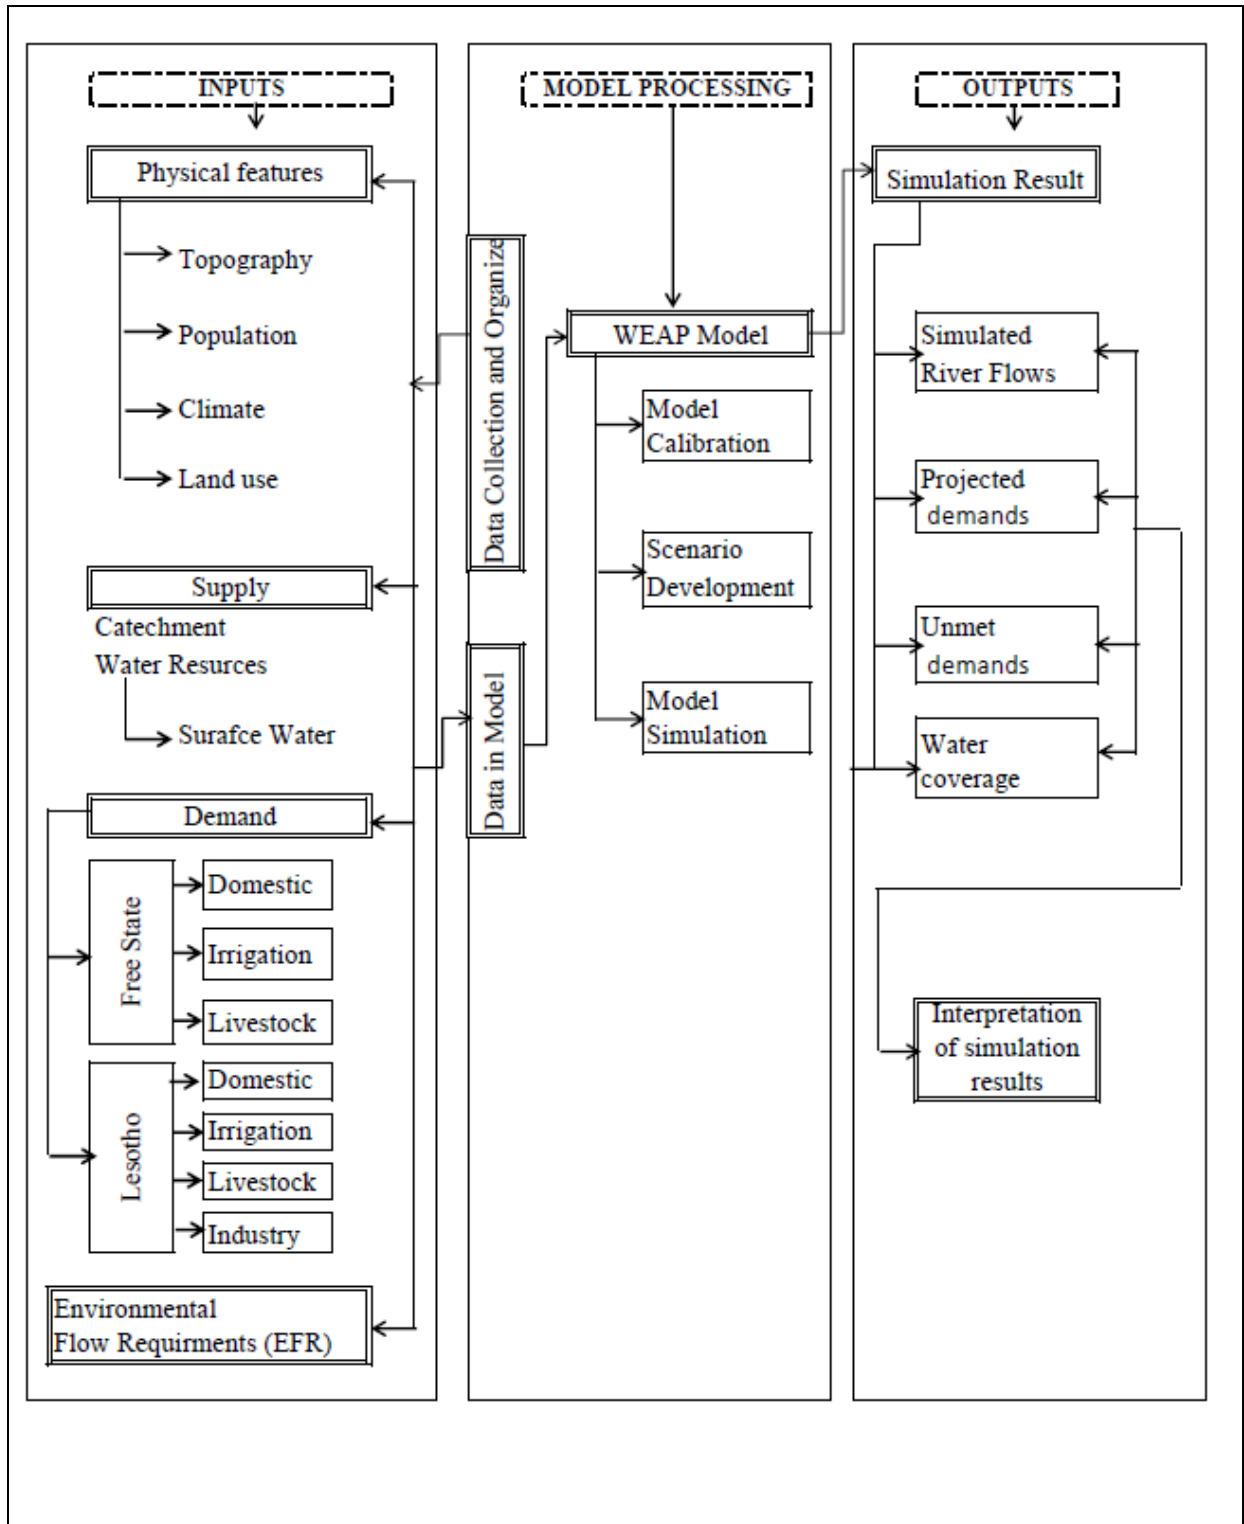 INPUTS
Physical features
Topography
Population
Climate
Land use
Supply
Catechment
Water Resurces
Surafce Water
Demand
Free State
Domestic
Irrigation
Livestock
Lesotho
Domestic
Irrigation
Livestock
Industry
Environmental
Flow Requirments (EFR)
MODEL PROCESSING
Data Collection and Organize
Data in Model
WEAP Model
Model
Calibration
Scenario
Development
Model
Simulation
OUTPUTS
Simulation Result
Simulated
River Flows
Projected
demands
Unmet
demands
Water
coverage
Interpretation
of simulation
results